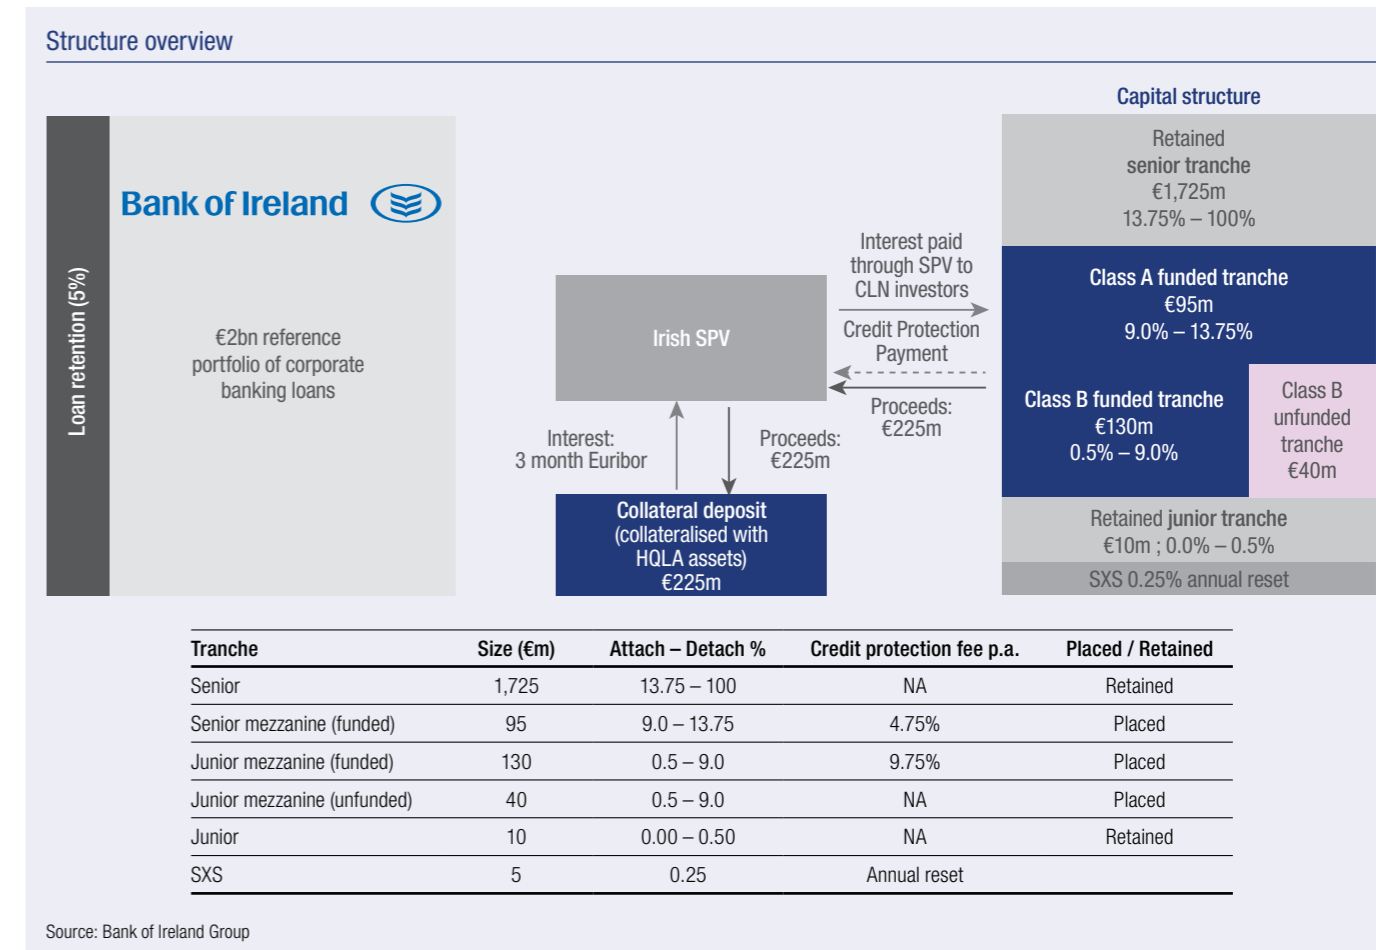 Structure overview
Capital structure
Loan retention (5%)
Bank of Ireland
€2bn reference
portfolio of corporate
banking loans
Irish SPV
Interest paid
through SPV to
CLN investors
Credit Protection
Payment
Proceeds:
€225m
Interest:
3 month Euribor
Proceeds:
€225m
Collateral deposit
(collateralised with
HQLA assets)
€225m
Retained
senior tranche
€1,725m
13.75% – 100%
Class A funded tranche
€95m
9.0% – 13.75%
Class B funded tranche
€130m
0.5% – 9.0%
Class B
unfunded
tranche
€40m
Retained junior tranche
€10m ; 0.0% – 0.5%
SXS 0.25% annual reset
Tranche Size (€m) Attach – Detach % Credit protection fee p.a. Placed / Retained
Senior 1,725 13.75 – 100 NA Retained
Senior mezzanine (funded) 95 9.0 – 13.75 4.75% Placed
Junior mezzanine (funded) 130 0.5 – 9.0 9.75% Placed
Junior mezzanine (unfunded) 40 0.5 – 9.0 NA Placed
Junior 10 0.00 – 0.50 NA Retained
SXS 5 0.25 Annual reset
Source: Bank of Ireland Group